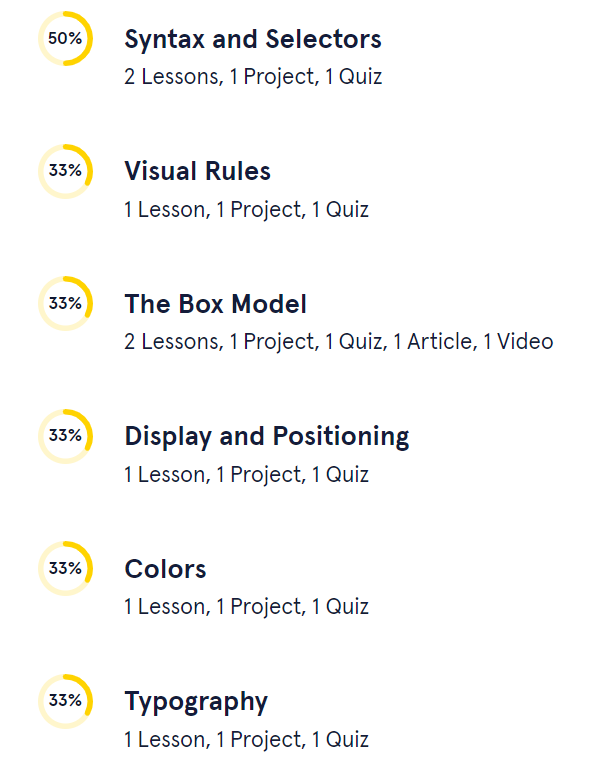 50%
Syntax and Selectors
2 Lessons, 1 Project, 1 Quiz
33%
Visual Rules
1 Lesson, 1 Project, 1 Quiz
33%
The Box Model
2 Lessons, 1 Project, 1 Quiz, 1 Article, 1 Video
33%
Display and Positioning
1 Lesson, 1 Project, 1 Quiz
33%
Colors
1 Lesson, 1 Project, 1 Quiz
33%
Typography
1 Lesson, 1 Project, 1 Quiz